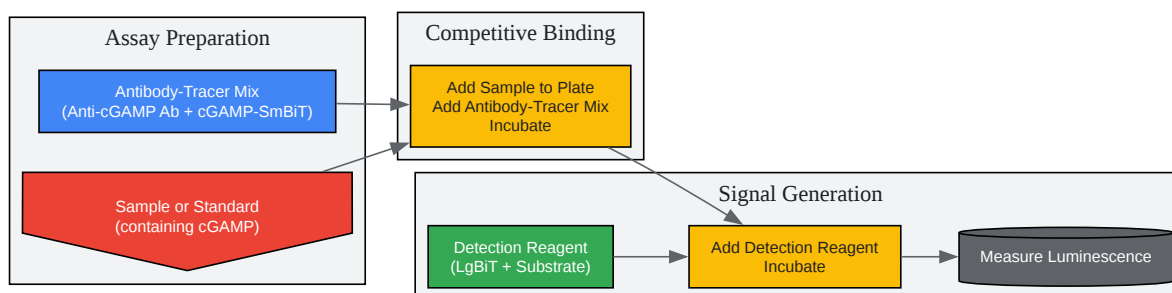 Assay Preparation
Antibody-Tracer Mix
(Anti-cGAMP Ab + cGAMP-SmBiT)
Sample or Standard
(containing cGAMP)
Competitive Binding
Add Sample to Plate
Add Antibody-Tracer Mix
Incubate
Signal Generation
Detection Reagent
(LgBiT + Substrate)
Add Detection Reagent
Incubate
Measure Luminescence